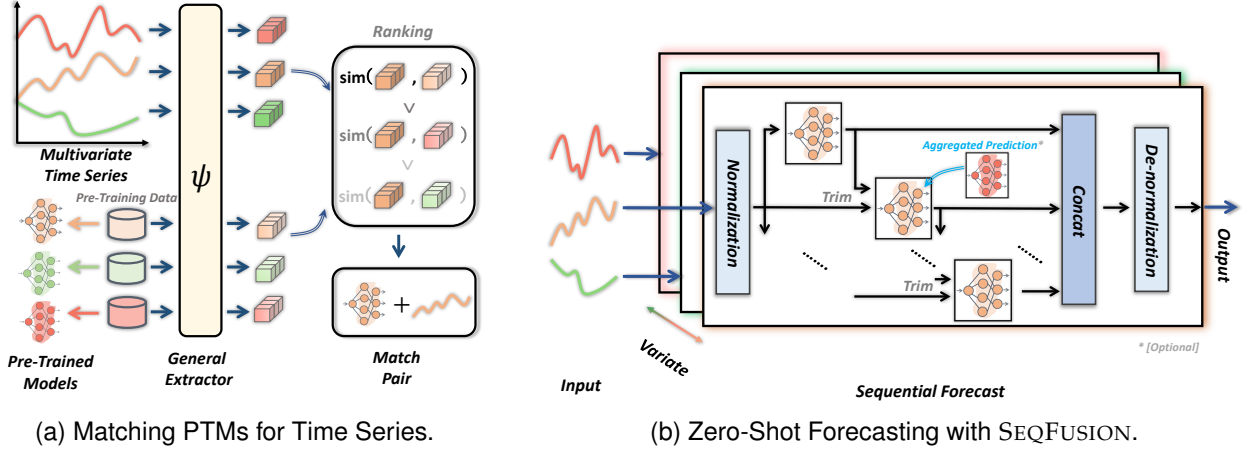 Multivariate
Time Series
Pre-Training Data
Pre-Trained
Models
ψ
General
Extractor
Ranking
sim( , )
∨
sim( , )
∨
sim( , )
+
Match
Pair
(a) Matching PTMs for Time Series.
Input
Variate
Normalization
Trim
Aggregated Prediction*
......
......
Trim
Concat
De-normalization
Output
* [Optional]
Sequential Forecast
(b) Zero-Shot Forecasting with SEQFUSION.